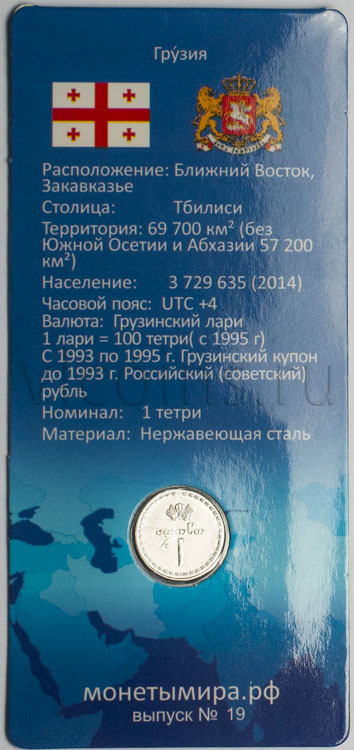 Гру́зия
Расположение: Ближний Восток,
Закавказье
Столица: Тбилиси
Территория: 69 700 км² (без
Южной Осетии и Абхазии 57 200
км²)
Население: 3 729 635 (2014)
Часовой пояс: UTC +4
Валюта: Грузинский лари
1 лари = 100 тетри( с 1995 г)
С 1993 по 1995 г. Грузинский купон
до 1993 г. Российский (советский)
рубль
Номинал: 1 тетри
Материал: Нержавеющая сталь
1
монетымира.рф
выпуск № 19